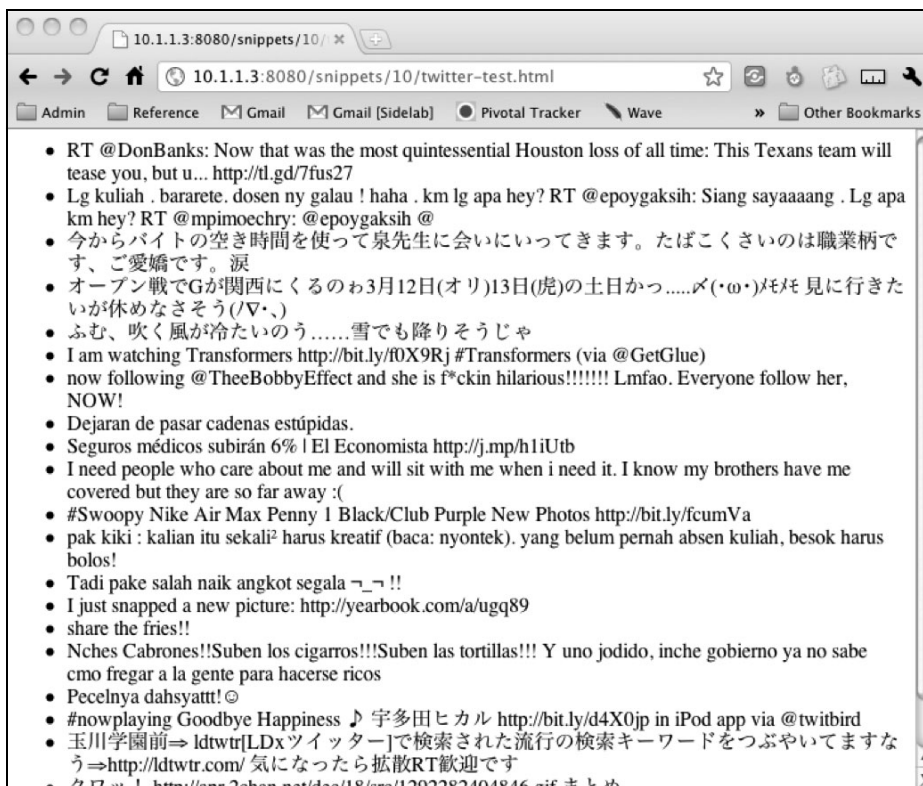 10.1.1.3:8080/snippets/10/
10.1.1.3:8080/snippets/10/twitter-test.html
Admin Reference Gmail Gmail [Sidelab] Pivotal Tracker Wave » Other Bookmarks
• RT @DonBanks: Now that was the most quintessential Houston loss of all time: This Texans team will
tease you, but u... http://tl.gd/7fus27
• Lg kuliah . bararete. dosen ny galau ! haha . km lg apa hey? RT @epoygaksih: Siang sayaaaang . Lg apa
km hey? RT @mpimoechry: @epoygaksih @
• 今からバイトの空き時間を使って泉先生に会いにいってきます。たばこくさいのは職業柄で
す、ご愛嬌です。涙
• オープン戦でGが関西にくるのゎ3月12日(オリ)13日(虎)の土日かっ.....〆(・ω・)ﾒﾓﾒﾓ 見に行きた
いが休めなさそう(/∇・、)
• ふむ、吹く風が冷たいのう……雪でも降りそうじゃ
• I am watching Transformers http://bit.ly/f0X9Rj #Transformers (via @GetGlue)
• now following @TheeBobbyEffect and she is f*ckin hilarious!!!!!!! Lmfao. Everyone follow her,
NOW!
• Dejaran de pasar cadenas estúpidas.
• Seguros médicos subirán 6% | El Economista http://j.mp/h1iUtb
• I need people who care about me and will sit with me when i need it. I know my brothers have me
covered but they are so far away :(
• #Swoopy Nike Air Max Penny 1 Black/Club Purple New Photos http://bit.ly/fcumVa
• pak kiki : kalian itu sekali² harus kreatif (baca: nyontek). yang belum pernah absen kuliah, besok harus
bolos!
• Tadi pake salah naik angkot segala ¬_¬ !!
• I just snapped a new picture: http://yearbook.com/a/ugq89
• share the fries!!
• Nches Cabrones!!Suben los cigarros!!!Suben las tortillas!!! Y uno jodido, inche gobierno ya no sabe
cmo fregar a la gente para hacerse ricos
• Pecelnya dahsyattt!☺
• #nowplaying Goodbye Happiness ♪ 宇多田ヒカル http://bit.ly/d4X0jp in iPod app via @twitbird
• 玉川学園前⇒ ldtwtr[LDxツイッター]で検索された流行の検索キーワードをつぶやいてますな
う⇒http://ldtwtr.com/ 気になったら拡散RT歓迎です